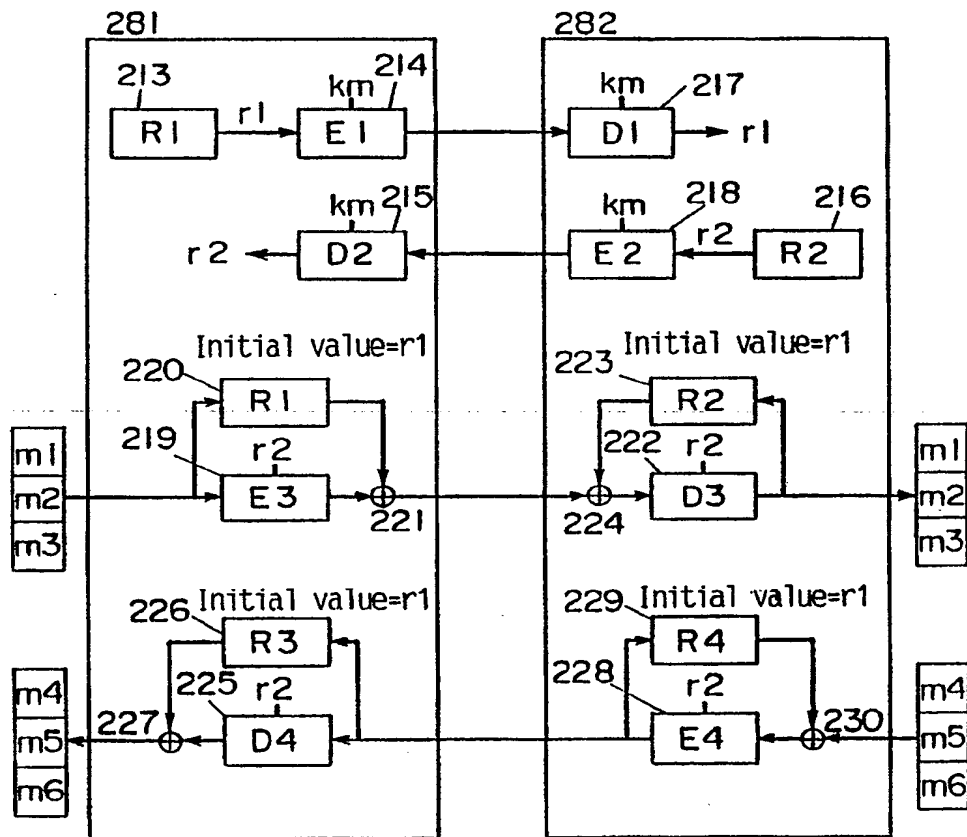 281 282
213 214 km 217
km
R1 r1 E1 D1 r1
km 215 km 218 216
r2 D2 E2 r2 R2
Initial value=r1 Initial value=r1
220 R1 223 R2
219 r2 222 r2
m1 m1
m2 E3 221 224 D3 m2
m3 m3
226 Initial value=r1 229 Initial value=r1
R3 R4
225 r2 228 r2
m4 m4
m5 227 D4 E4 230 m5
m6 m6